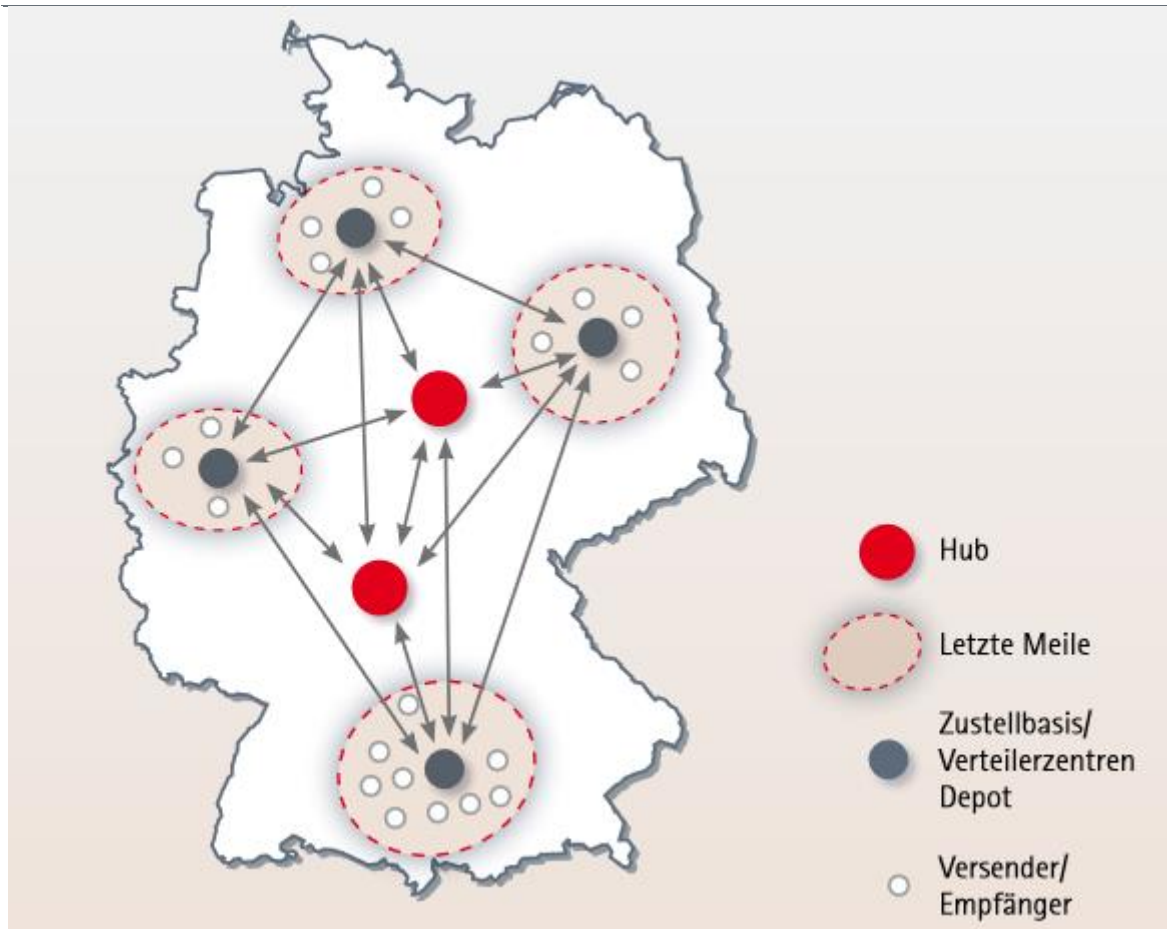 Hub
Letzte Meile
Zustellbasis/
Verteilerzentren
Depot
Versender/
Empfänger